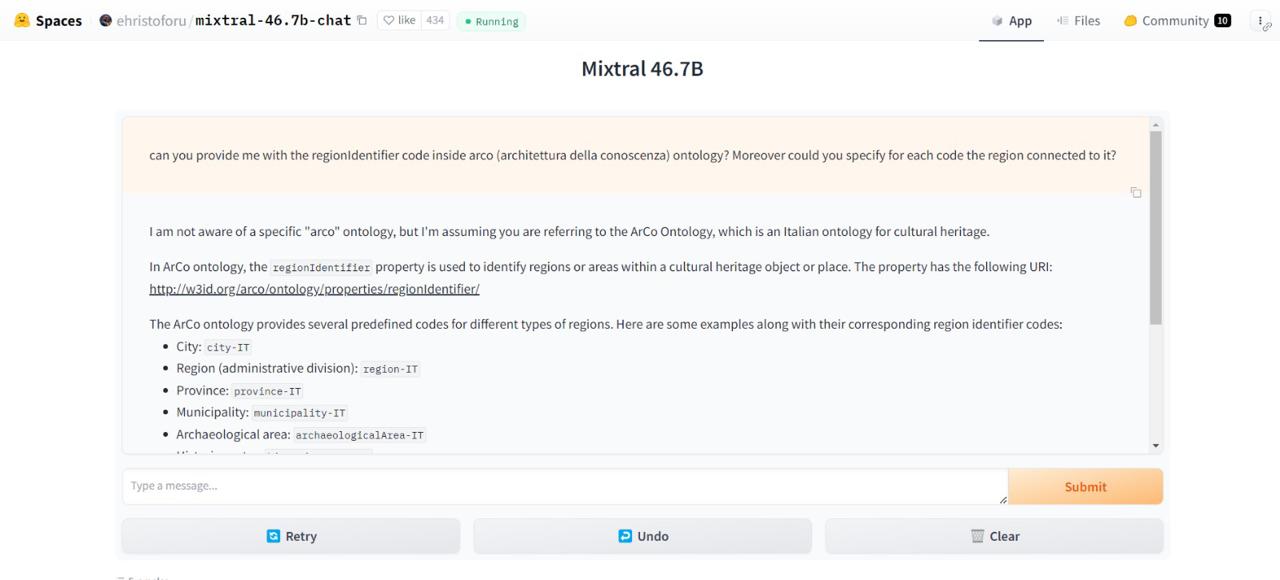 Spaces ehristoforu/mixtral-46.7b-chat like 434 Running App Files Community 10
Mixtral 46.7B
can you provide me with the regionIdentifier code inside arco (architettura della conoscenza) ontology? Moreover could you specify for each code the region connected to it?
I am not aware of a specific "arco" ontology, but I'm assuming you are referring to the ArCo Ontology, which is an Italian ontology for cultural heritage.
In ArCo ontology, the regionIdentifier property is used to identify regions or areas within a cultural heritage object or place. The property has the following URI:
http://w3id.org/arco/ontology/properties/regionIdentifier/
The ArCo ontology provides several predefined codes for different types of regions. Here are some examples along with their corresponding region identifier codes:
• City: city-IT
• Region (administrative division): region-IT
• Province: province-IT
• Municipality: municipality-IT
• Archaeological area: archaeologicalArea-IT
Type a message...
Submit
Retry Undo Clear